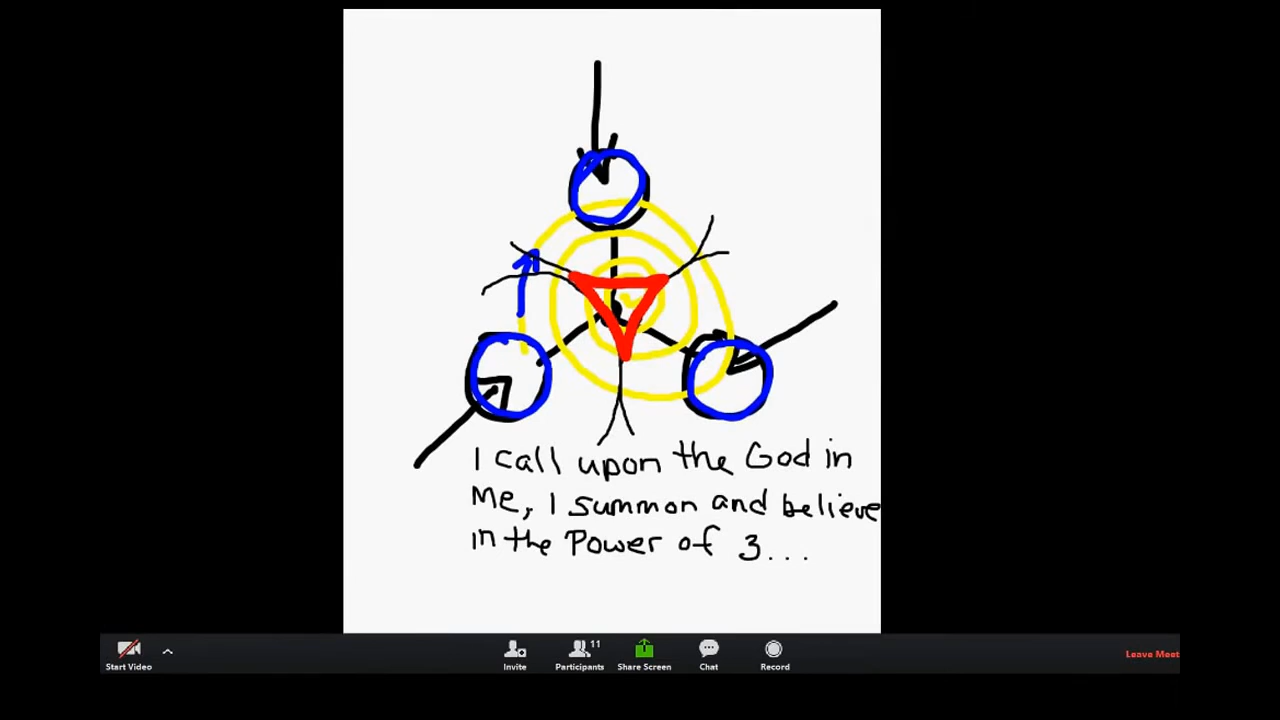 I call upon the God in
Me, I summon and believe
in the Power of 3...
Start Video
Invite
Participants
11
Share Screen
Chat
Record
Leave Meet